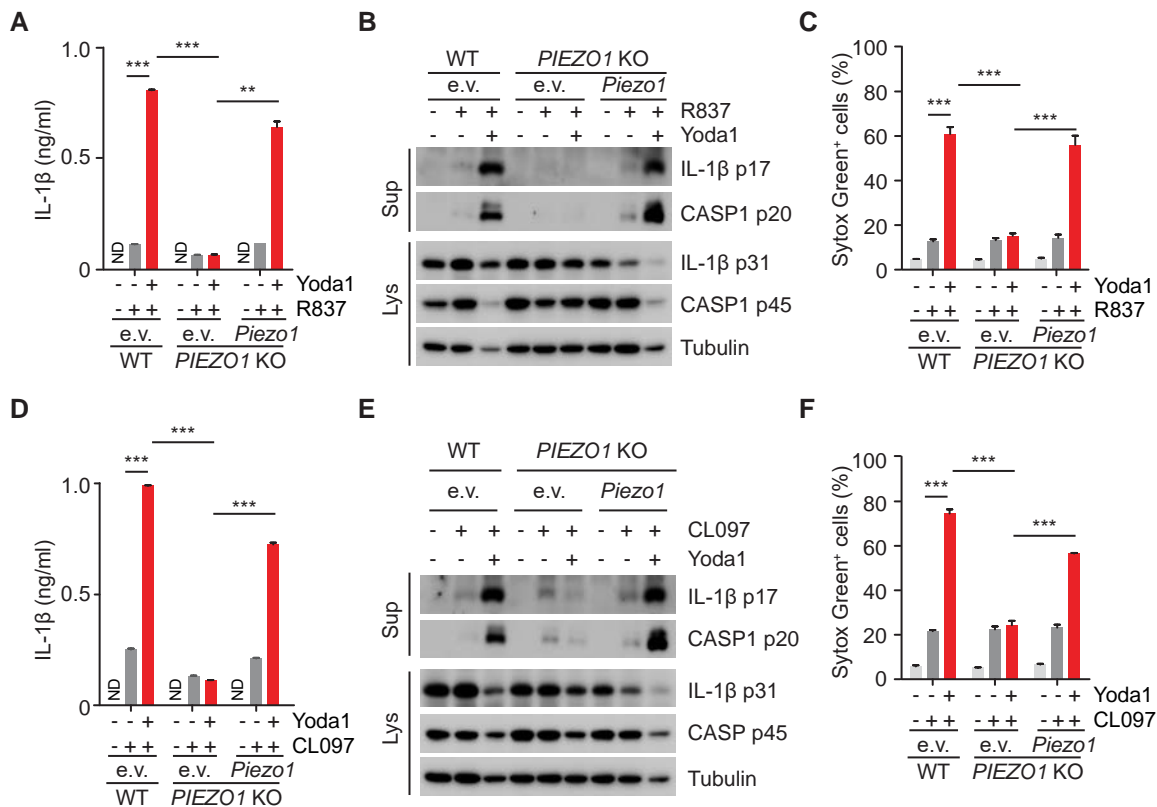 A
IL-1β (ng/ml)
1.0
0.5
0
*** *** **
ND ND ND
- - + - - + - - + Yoda1
- + + - + + - + + R837
e.v. e.v. Piezo1
WT PIEZO1 KO
B
WT PIEZO1 KO
e.v. e.v. Piezo1
- + + - + + - + + R837
+ + + Yoda1
Sup
IL-1β p17
CASP1 p20
Lys
IL-1β p31
CASP1 p45
Tubulin
C
Sytox Green+ cells (%)
100
80
60
40
20
0
*** *** ***
- - + - - + - - + Yoda1
- + + - + + - + + R837
e.v. e.v. Piezo1
WT PIEZO1 KO
D
IL-1β (ng/ml)
1.0
0.5
0
*** *** ***
ND ND ND
- - + - - + - - + Yoda1
- + + - + + - + + CL097
e.v. e.v. Piezo1
WT PIEZO1 KO
E
WT PIEZO1 KO
e.v. e.v. Piezo1
- + + - + + - + + CL097
- - + - - + - - + Yoda1
Sup
IL-1β p17
CASP1 p20
Lys
IL-1β p31
CASP p45
Tubulin
F
Sytox Green+ cells (%)
100
80
60
40
20
0
*** *** ***
- - + - - + - - + Yoda1
- + + - + + - + + CL097
e.v. e.v. Piezo1
WT PIEZO1 KO